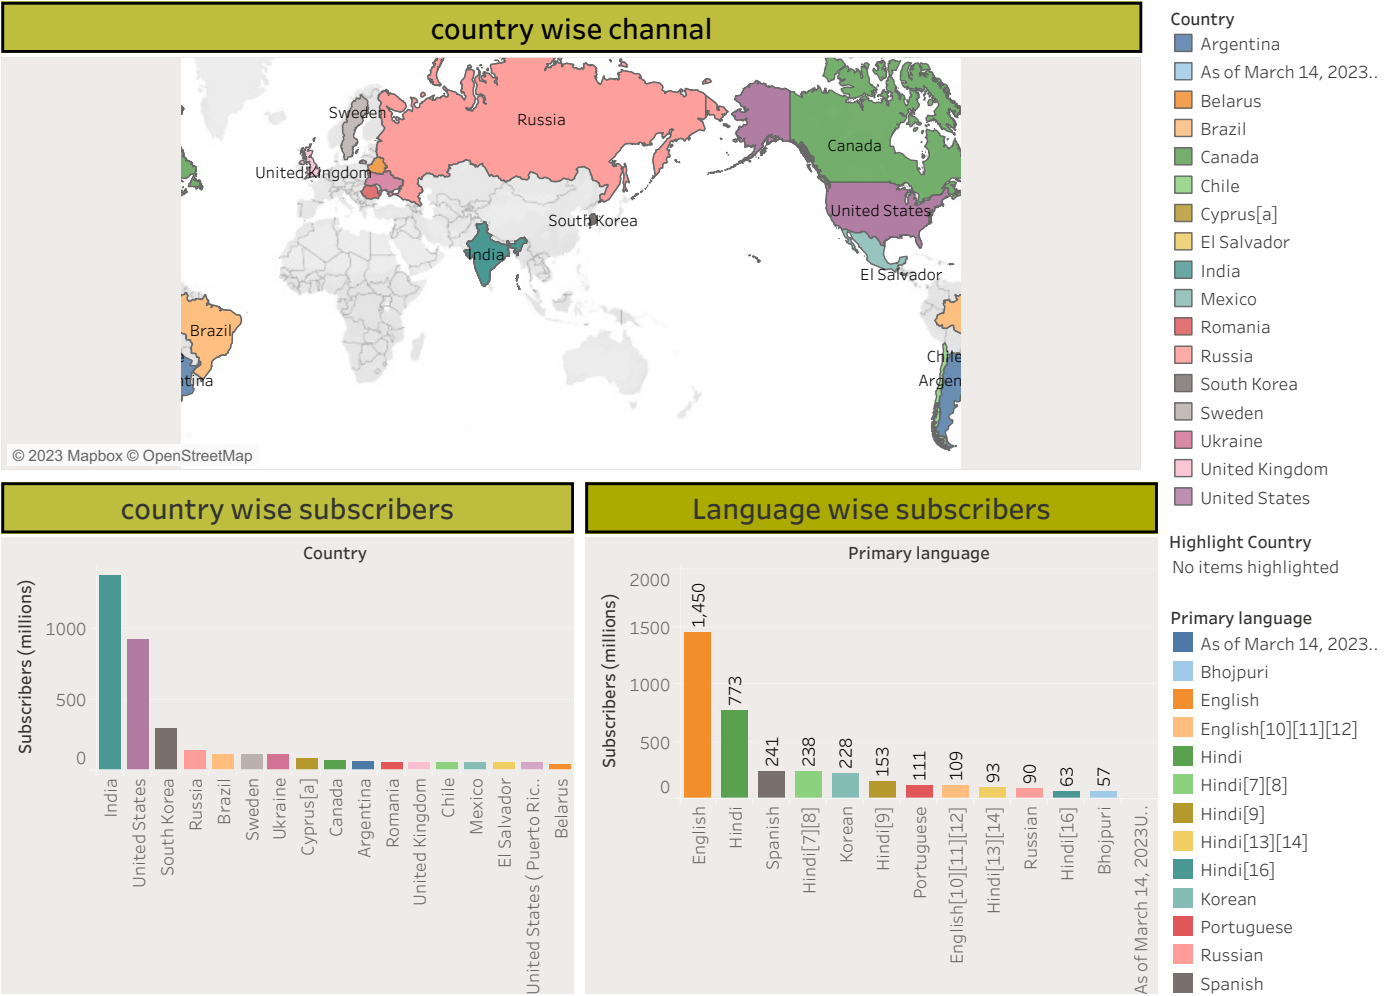 country wise channal
Sweden
Russia
United Kingdom
Canada
United States
South Korea
India
El Salvador
Brazil
Chile
ntina
Argen
© 2023 Mapbox © OpenStreetMap
Country
Argentina
As of March 14, 2023..
Belarus
Brazil
Canada
Chile
Cyprus[a]
El Salvador
India
Mexico
Romania
Russia
South Korea
Sweden
Ukraine
United Kingdom
United States
Highlight Country
No items highlighted
country wise subscribers
Country
Subscribers (millions)
1000
500
0
India
United States
South Korea
Russia
Brazil
Sweden
Ukraine
Cyprus[a]
Canada
Argentina
Romania
United Kingdom
Chile
Mexico
El Salvador
United States ( Puerto Ric..
Belarus
Language wise subscribers
Primary language
Subscribers (millions)
2000
1500
1000
500
0
1,450
773
241
238
228
153
111
109
93
90
63
57
English
Hindi
Spanish
Hindi[7][8]
Korean
Hindi[9]
Portuguese
English[10][11][12]
Hindi[13][14]
Russian
Hindi[16]
Bhojpuri
As of March 14, 2023U..
Primary language
As of March 14, 2023..
Bhojpuri
English
English[10][11][12]
Hindi
Hindi[7][8]
Hindi[9]
Hindi[13][14]
Hindi[16]
Korean
Portuguese
Russian
Spanish